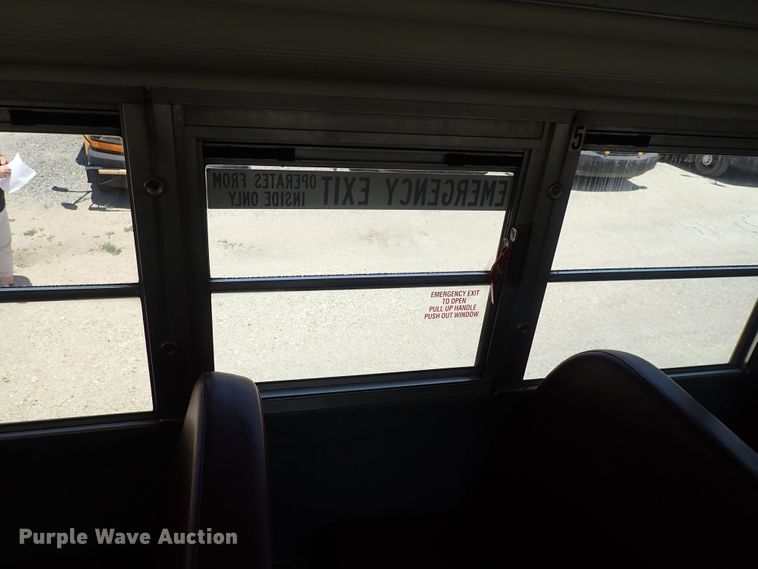 5
EMERGENCY EXIT OPERATES FROM
INSIDE ONLY
EMERGENCY EXIT
TO OPEN
PULL UP HANDLE
PUSH OUT WINDOW
Purple Wave Auction